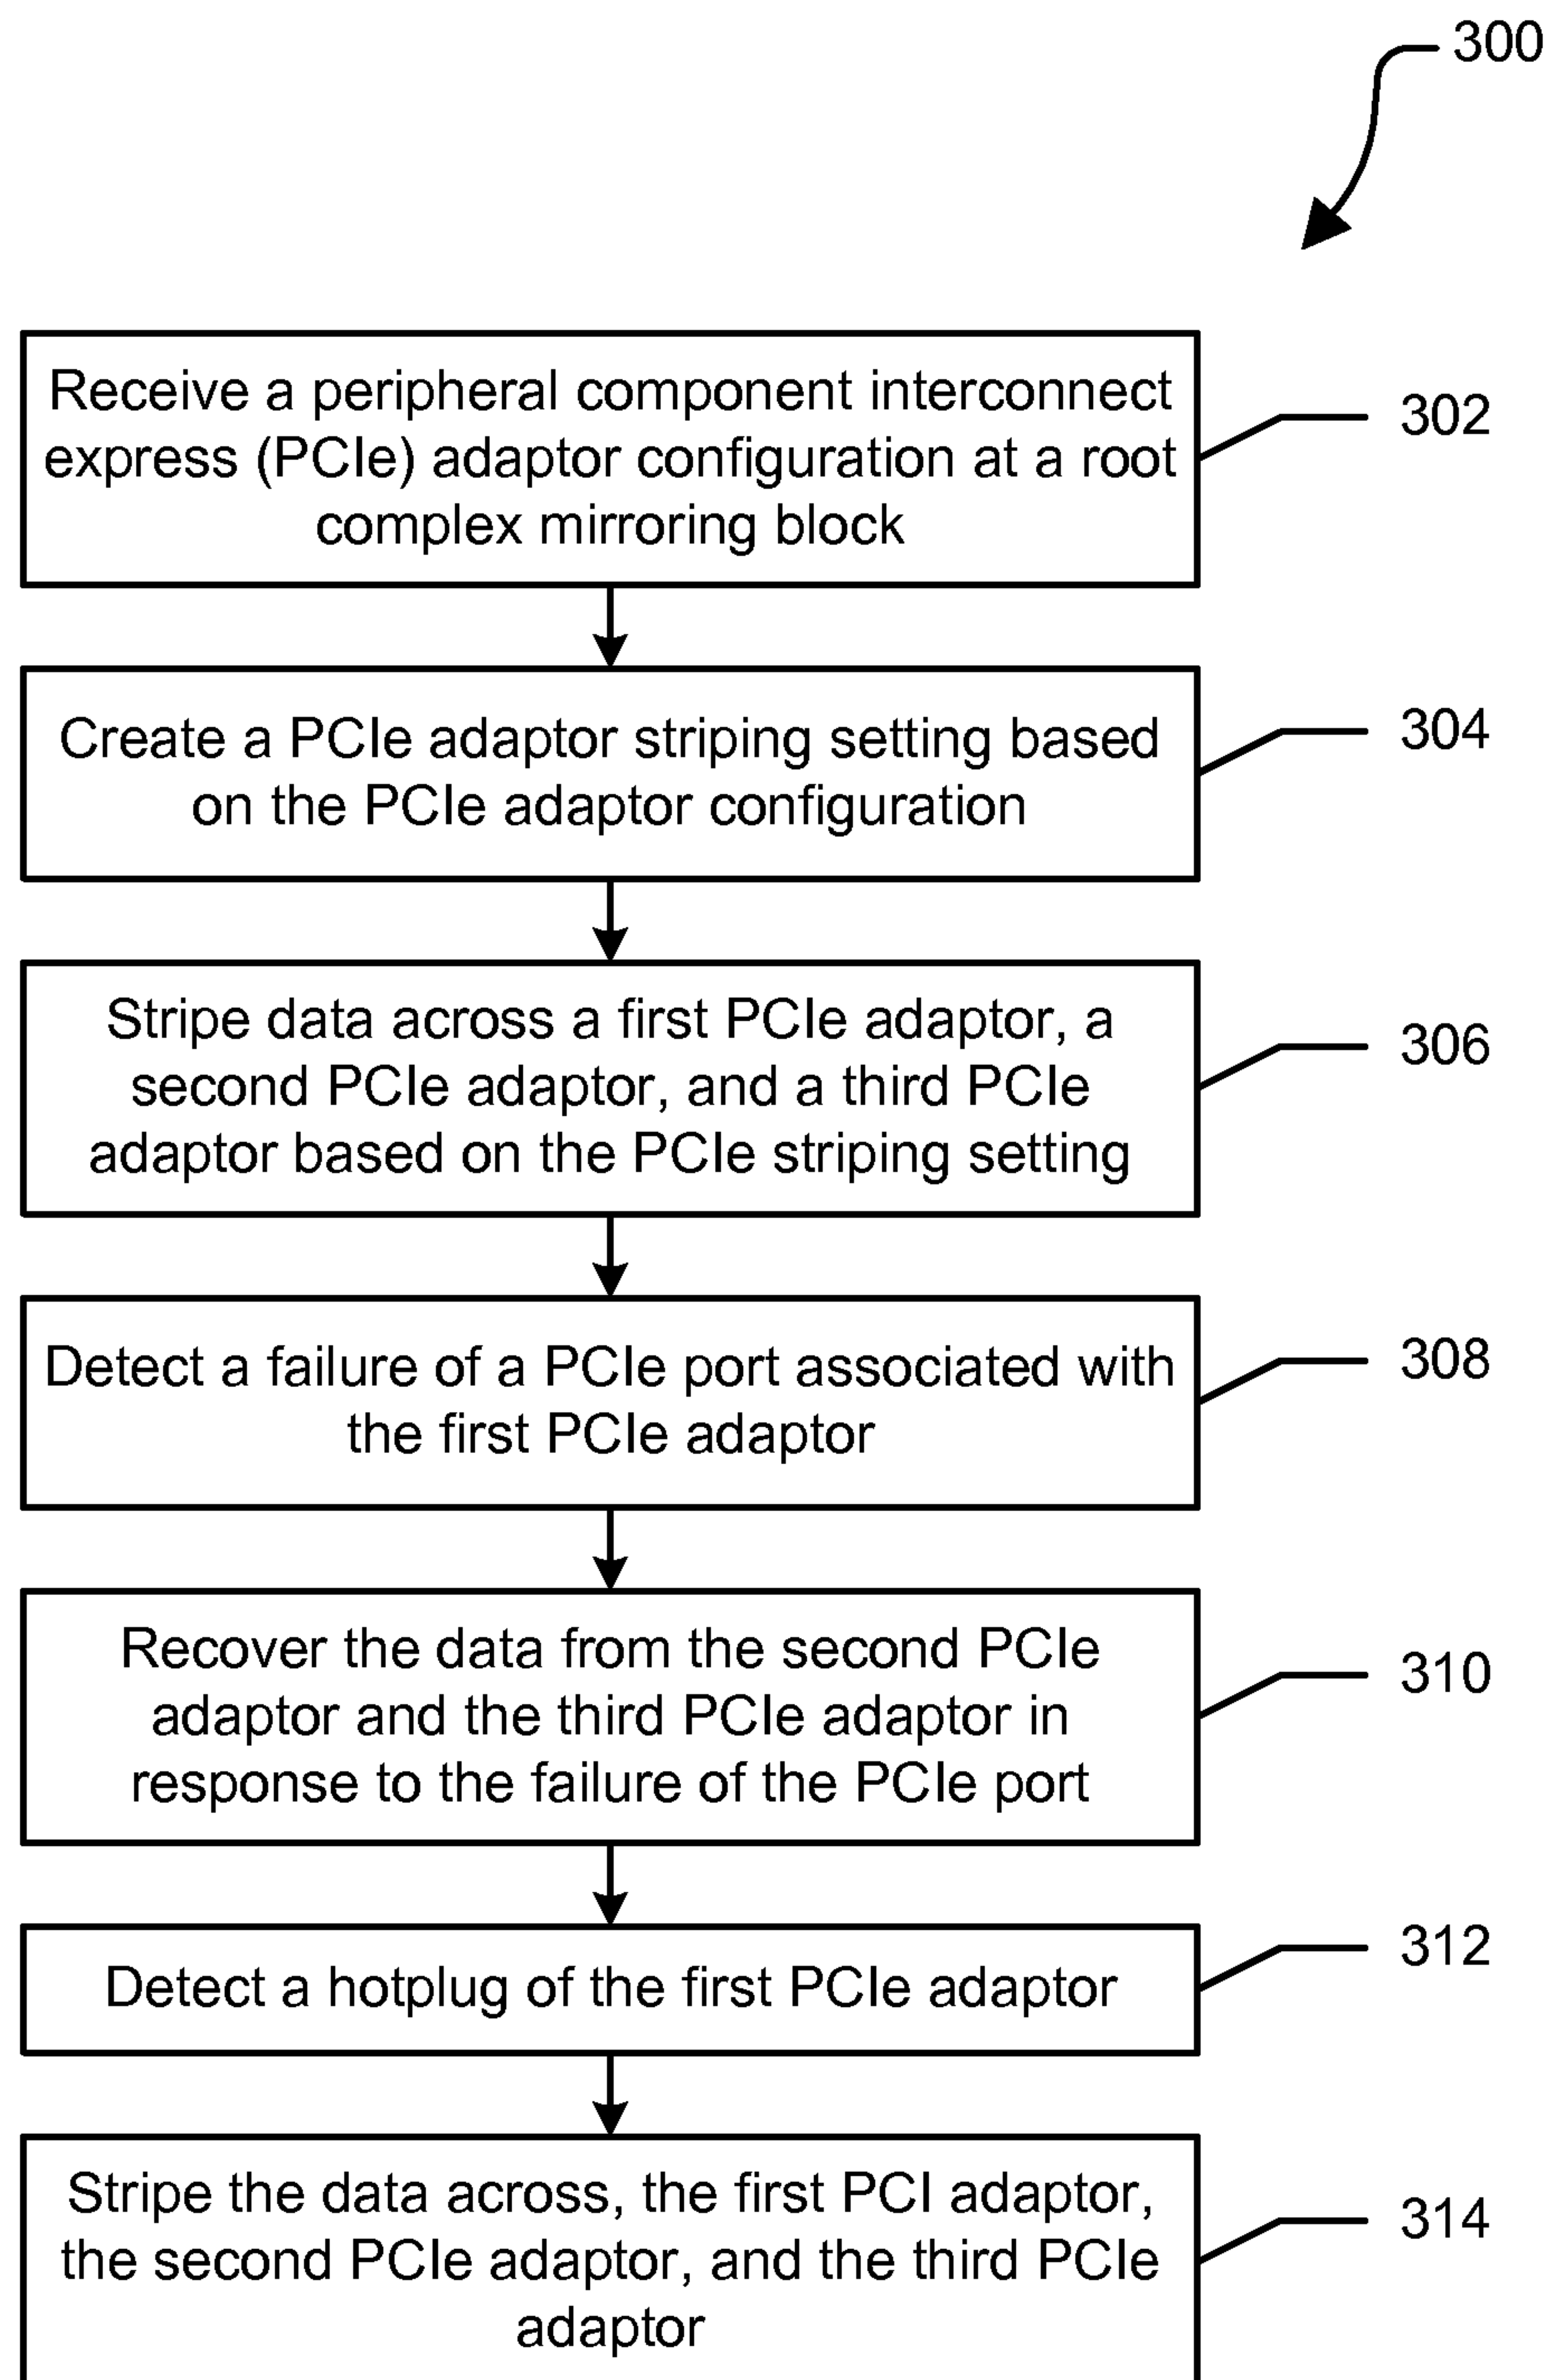 300
Receive a peripheral component interconnect
express (PCIe) adaptor configuration at a root
complex mirroring block
302
Create a PCIe adaptor striping setting based
on the PCIe adaptor configuration
304
Stripe data across a first PCIe adaptor, a
second PCIe adaptor, and a third PCIe
adaptor based on the PCIe striping setting
306
Detect a failure of a PCIe port associated with
the first PCIe adaptor
308
Recover the data from the second PCIe
adaptor and the third PCIe adaptor in
response to the failure of the PCIe port
310
Detect a hotplug of the first PCIe adaptor
312
Stripe the data across, the first PCI adaptor,
the second PCIe adaptor, and the third PCIe
adaptor
314